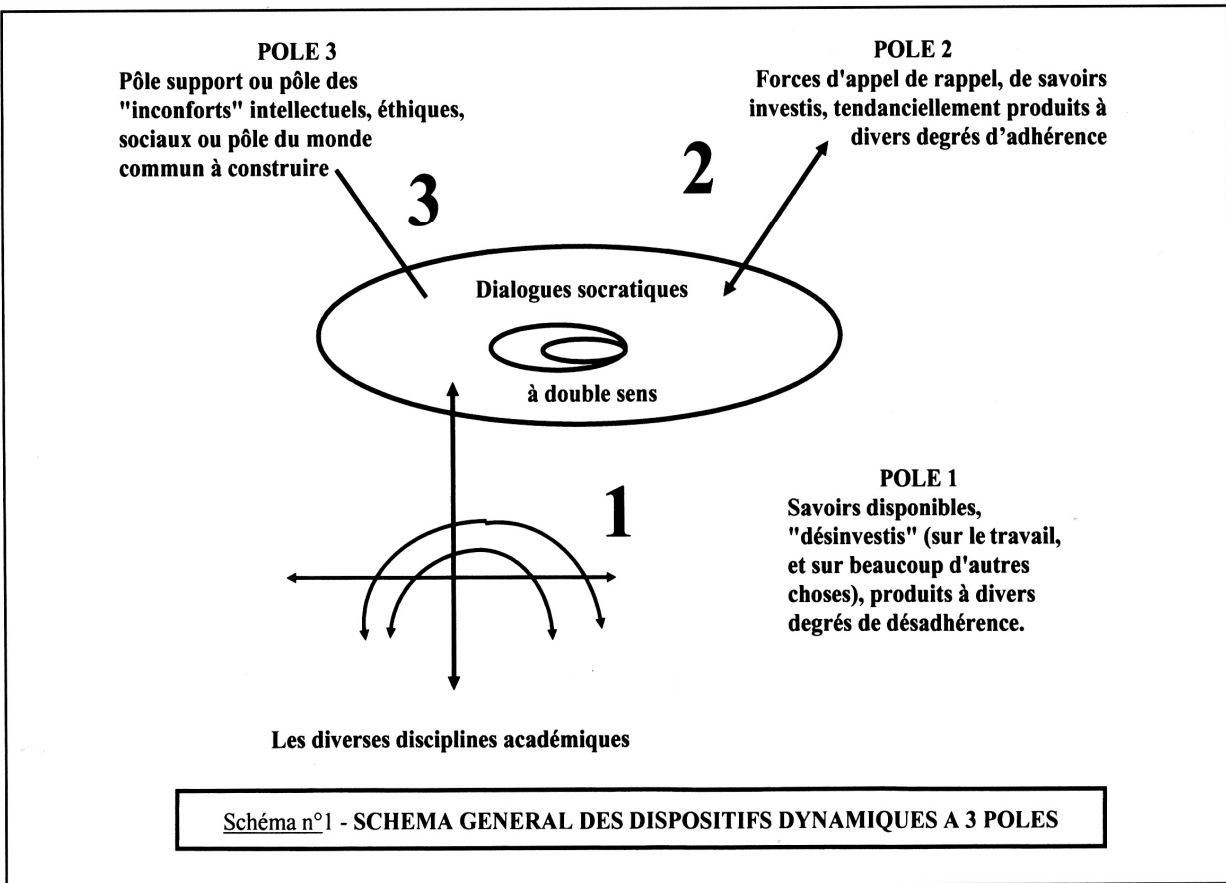 POLE 3
Pôle support ou pôle des
"inconforts" intellectuels, éthiques,
sociaux ou pôle du monde
commun à construire
3
POLE 2
Forces d'appel de rappel, de savoirs
investis, tendanciellement produits à
divers degrés d’adhérence
2
Dialogues socratiques
à double sens
1
POLE 1
Savoirs disponibles,
"désinvestis" (sur le travail,
et sur beaucoup d'autres
choses), produits à divers
degrés de désadhérence.
Les diverses disciplines académiques
Schéma n°1 - SCHEMA GENERAL DES DISPOSITIFS DYNAMIQUES A 3 POLES